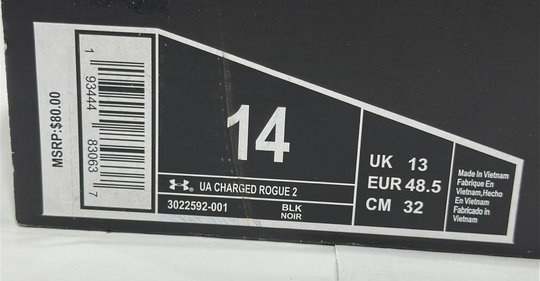 MSRP:$80.00
1 93444 83063 7
14
UA CHARGED ROGUE 2
3022592-001 BLK
NOIR
UK 13
EUR 48.5
CM 32
Made In Vietnam
Fabrique En
Vietnam,Hecho
En Vietnam
Fabricado in
Vietnam